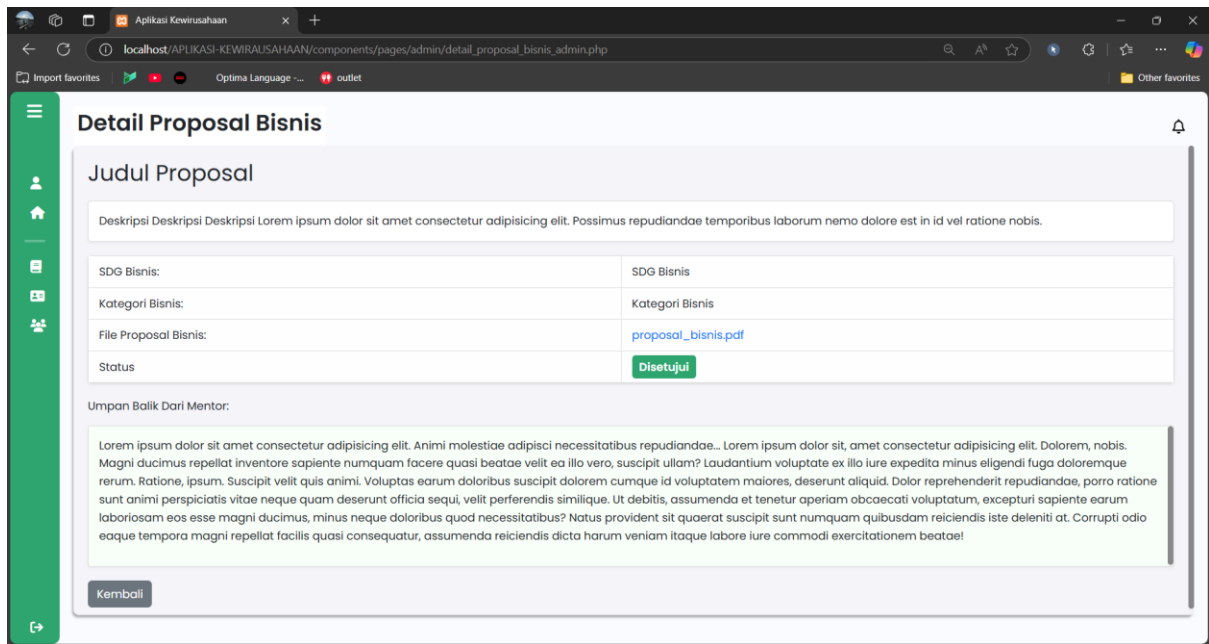 Aplikasi Kewirusahaan
localhost/APLIKASI-KEWIRAUSAHAAN/components/pages/admin/detail_proposal_bisnis_admin.php
Import favorites
Optima Language -...
outlet
Other favorites
Detail Proposal Bisnis
Judul Proposal
Deskripsi Deskripsi Deskripsi Lorem ipsum dolor sit amet consectetur adipisicing elit. Possimus repudiandae temporibus laborum nemo dolore est in id vel ratione nobis.
SDG Bisnis: SDG Bisnis
Kategori Bisnis: Kategori Bisnis
File Proposal Bisnis: proposal_bisnis.pdf
Status Disetujui
Umpan Balik Dari Mentor:
Lorem ipsum dolor sit amet consectetur adipisicing elit. Animi molestiae adipisci necessitatibus repudiandae... Lorem ipsum dolor sit, amet consectetur adipisicing elit. Dolorem, nobis.
Magni ducimus repellat inventore sapiente numquam facere quasi beatae velit ea illo vero, suscipit ullam? Laudantium voluptate ex illo iure expedita minus eligendi fuga doloremque
rerum. Ratione, ipsum. Suscipit velit quis animi. Voluptas earum doloribus suscipit dolorem cumque id voluptatem maiores, deserunt aliquid. Dolor reprehenderit repudiandae, porro ratione
sunt animi perspiciatis vitae neque quam deserunt officia sequi, velit perferendis similique. Ut debitis, assumenda et tenetur aperiam obcaecati voluptatum, excepturi sapiente earum
laboriosam eos esse magni ducimus, minus neque doloribus quod necessitatibus? Natus provident sit quaerat suscipit sunt numquam quibusdam reiciendis iste deleniti at. Corrupti odio
eaque tempora magni repellat facilis quasi consequatur, assumenda reiciendis dicta harum veniam itaque labore iure commodi exercitationem beatae!
Kembali